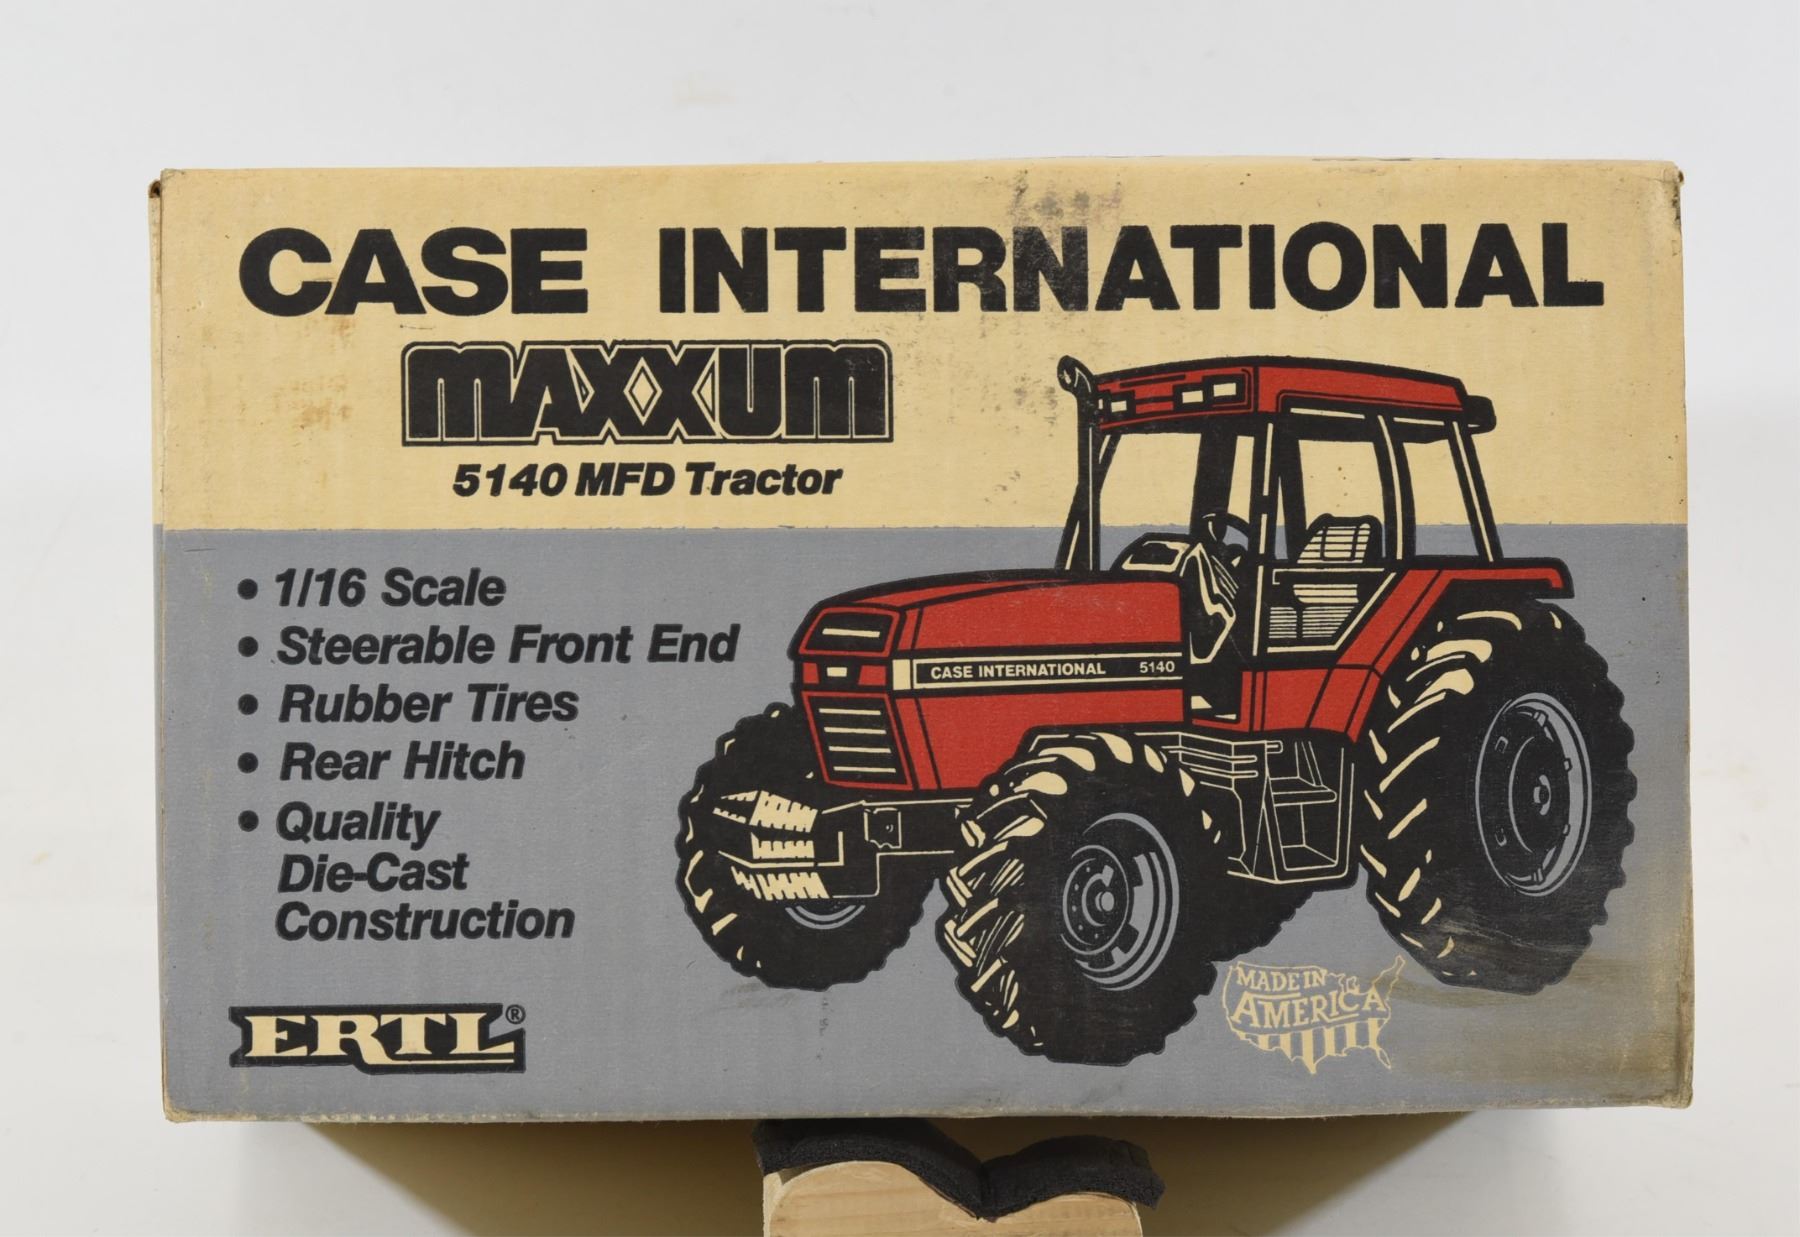 CASE INTERNATIONAL
MAXXUM
5140 MFD Tractor
• 1/16 Scale
• Steerable Front End
• Rubber Tires
• Rear Hitch
• Quality
Die-Cast
Construction
CASE INTERNATIONAL 5140
ERTL®
MADE IN
AMERICA